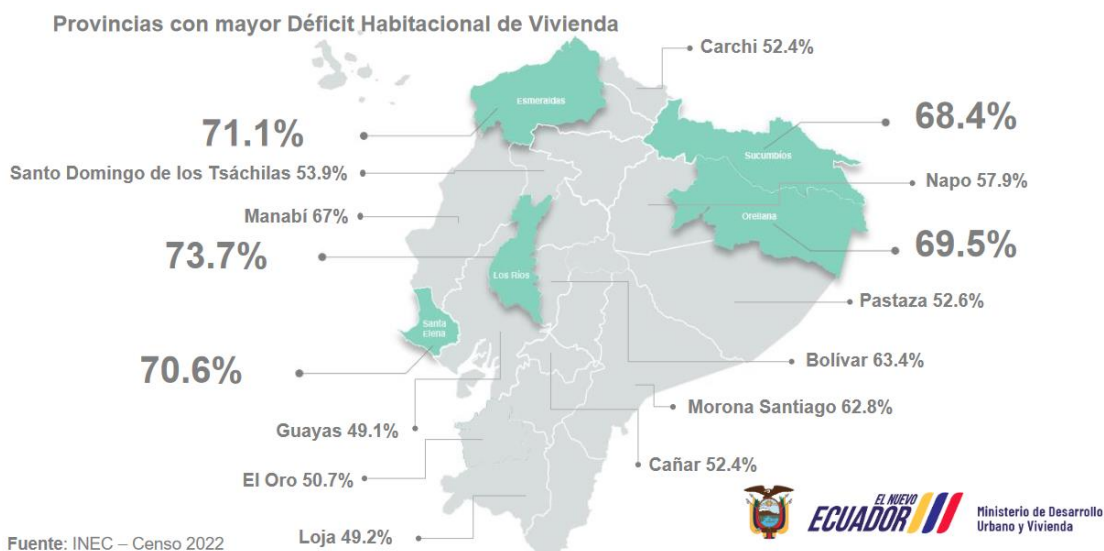 Provincias con mayor Déficit Habitacional de Vivienda
Carchi 52.4%
Esmeraldas
71.1%
68.4%
Sucumbíos
Santo Domingo de los Tsáchilas 53.9%
Napo 57.9%
Manabí 67%
Orellana
73.7%
69.5%
Los Ríos
Pastaza 52.6%
Santa
Elena
70.6%
Bolívar 63.4%
Morona Santiago 62.8%
Guayas 49.1%
Cañar 52.4%
El Oro 50.7%
EL NUEVO
ECUADOR
Ministerio de Desarrollo
Urbano y Vivienda
Loja 49.2%
Fuente: INEC – Censo 2022